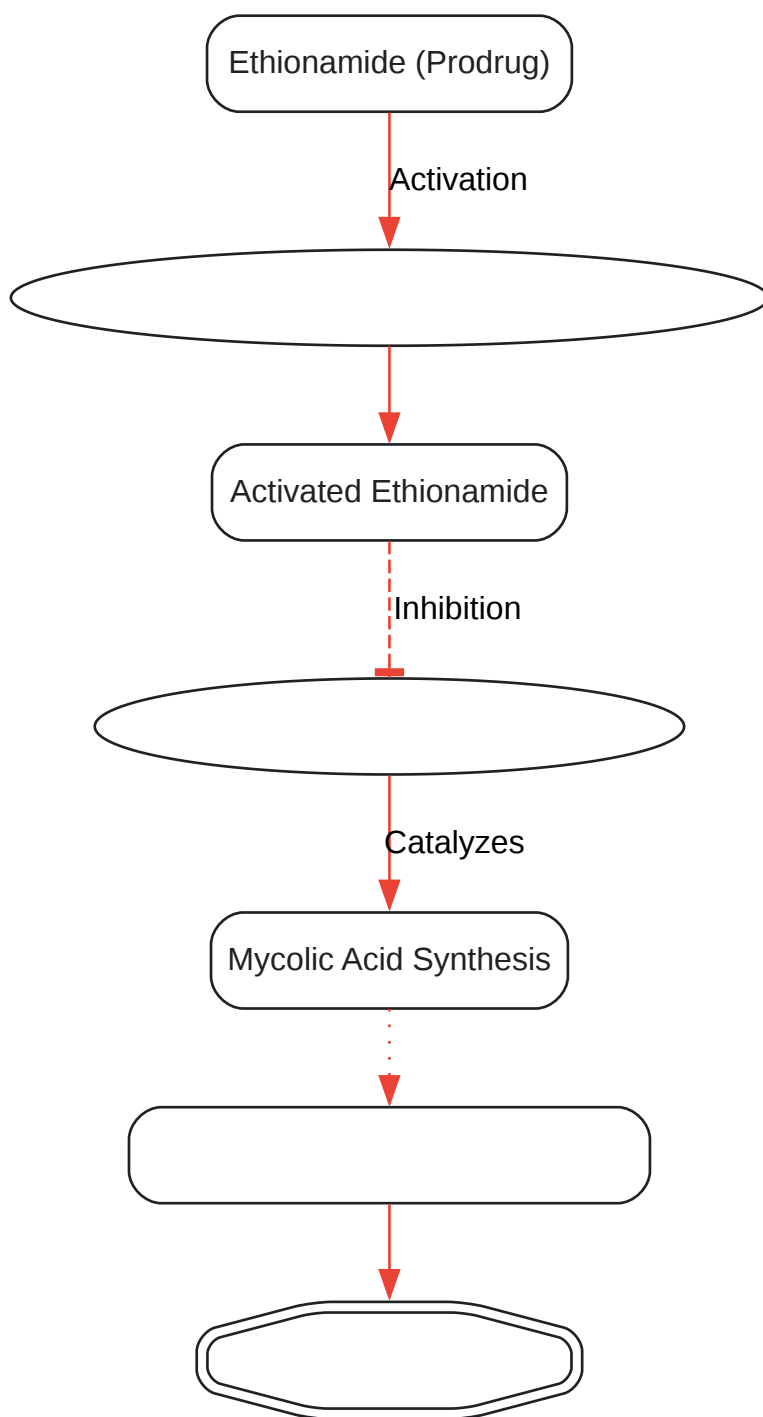 Ethionamide (Prodrug)
Activation
Activated Ethionamide
Inhibition
Catalyzes
Mycolic Acid Synthesis